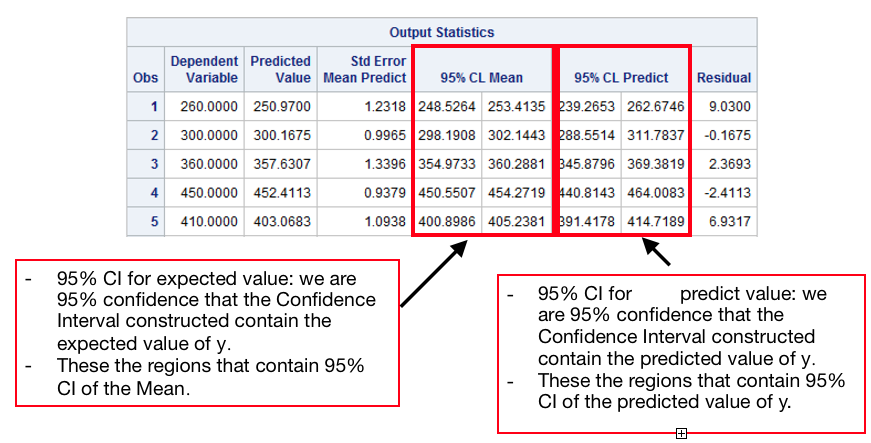 Output Statistics
Obs Dependent Variable Predicted Value Std Error Mean Predict 95% CL Mean 95% CL Predict Residual
1 260.0000 250.9700 1.2318 248.5264 253.4135 239.2653 262.6746 9.0300
2 300.0000 300.1675 0.9965 298.1908 302.1443 288.5514 311.7837 -0.1675
3 360.0000 357.6307 1.3396 354.9733 360.2881 345.8796 369.3819 2.3693
4 450.0000 452.4113 0.9379 450.5507 454.2719 440.8143 464.0083 -2.4113
5 410.0000 403.0683 1.0938 400.8986 405.2381 391.4178 414.7189 6.9317
- 95% CI for expected value: we are
95% confidence that the Confidence
Interval constructed contain the
expected value of y.
- These the regions that contain 95%
CI of the Mean.
- 95% CI for predict value: we
are 95% confidence that the
Confidence Interval constructed
contain the predicted value of y.
- These the regions that contain 95%
CI of the predicted value of y.